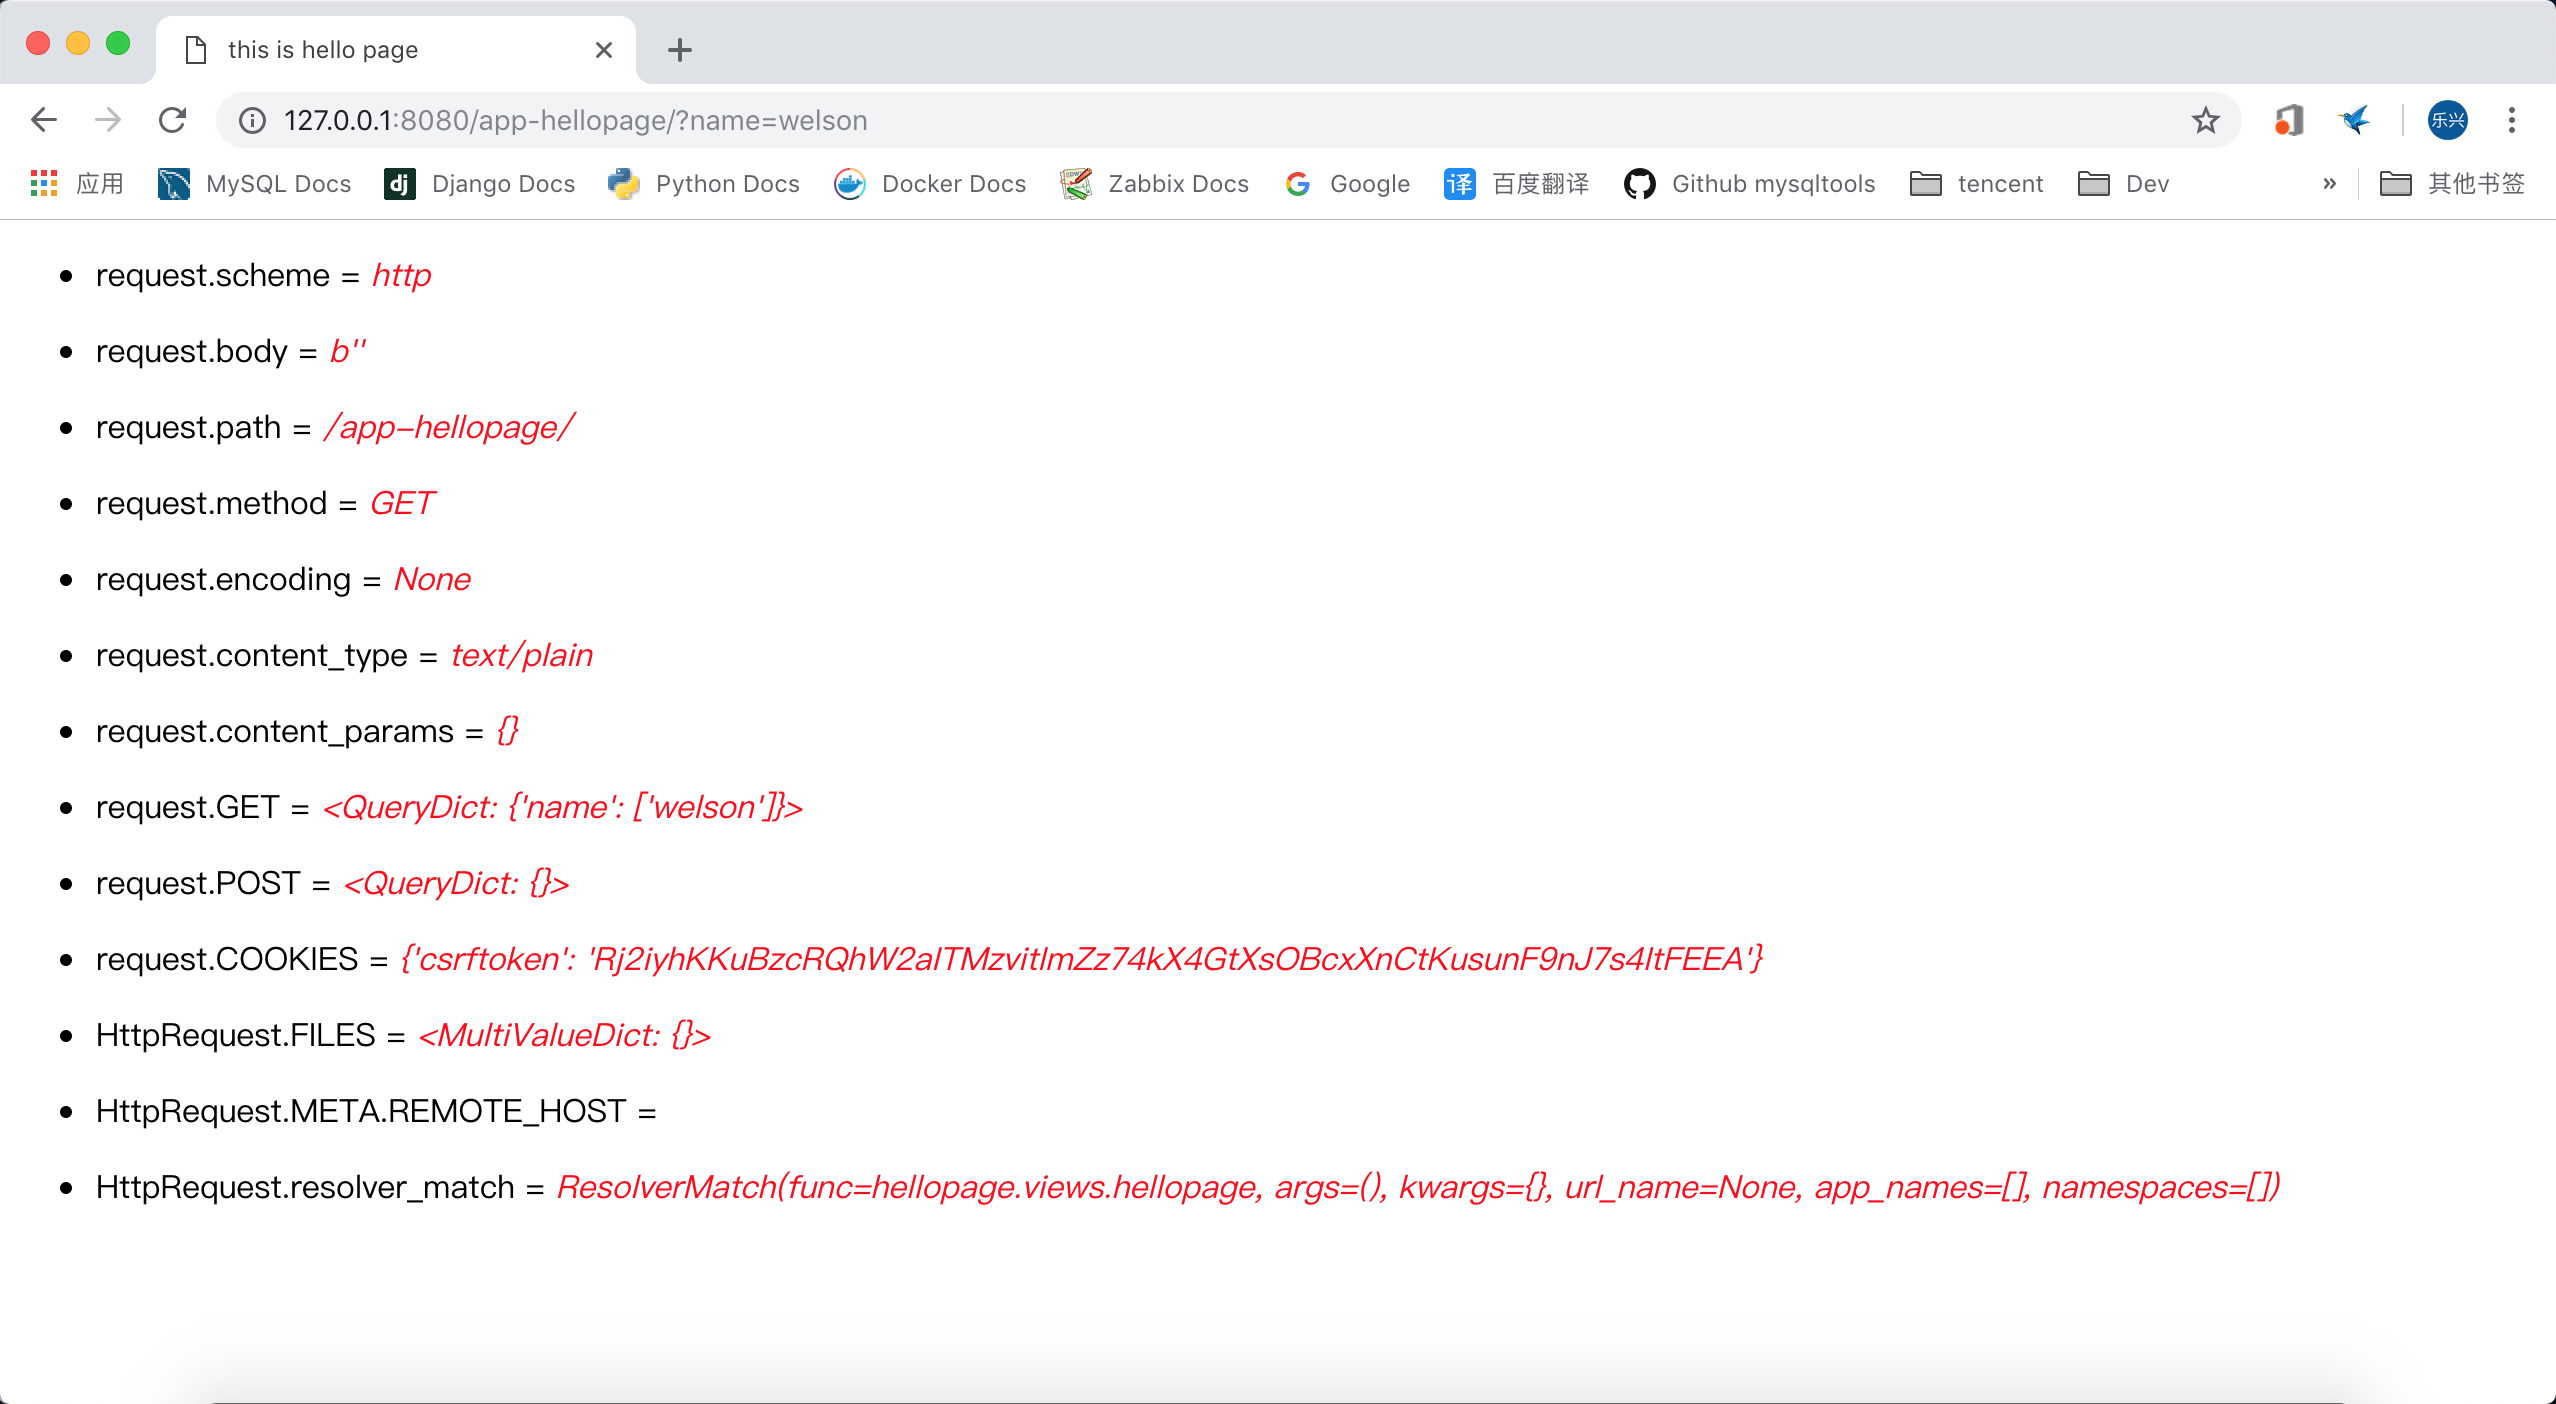 this is hello page
127.0.0.1:8080/app-hellopage/?name=welson
乐兴
应用 MySQL Docs Django Docs Python Docs Docker Docs Zabbix Docs Google 百度翻译 Github mysqltools tencent Dev » 其他书签
request.scheme = http
request.body = b''
request.path = /app-hellopage/
request.method = GET
request.encoding = None
request.content_type = text/plain
request.content_params = {}
request.GET = <QueryDict: {'name': ['welson']}>
request.POST = <QueryDict: {}>
request.COOKIES = {'csrftoken': 'Rj2iyhKKuBzcRQhW2aITMzvitlmZz74kX4GtXsOBcxXnCtKusunF9nJ7s4ItFEEA'}
HttpRequest.FILES = <MultiValueDict: {}>
HttpRequest.META.REMOTE_HOST =
HttpRequest.resolver_match = ResolverMatch(func=hellopage.views.hellopage, args=(), kwargs={}, url_name=None, app_names=[], namespaces=[])